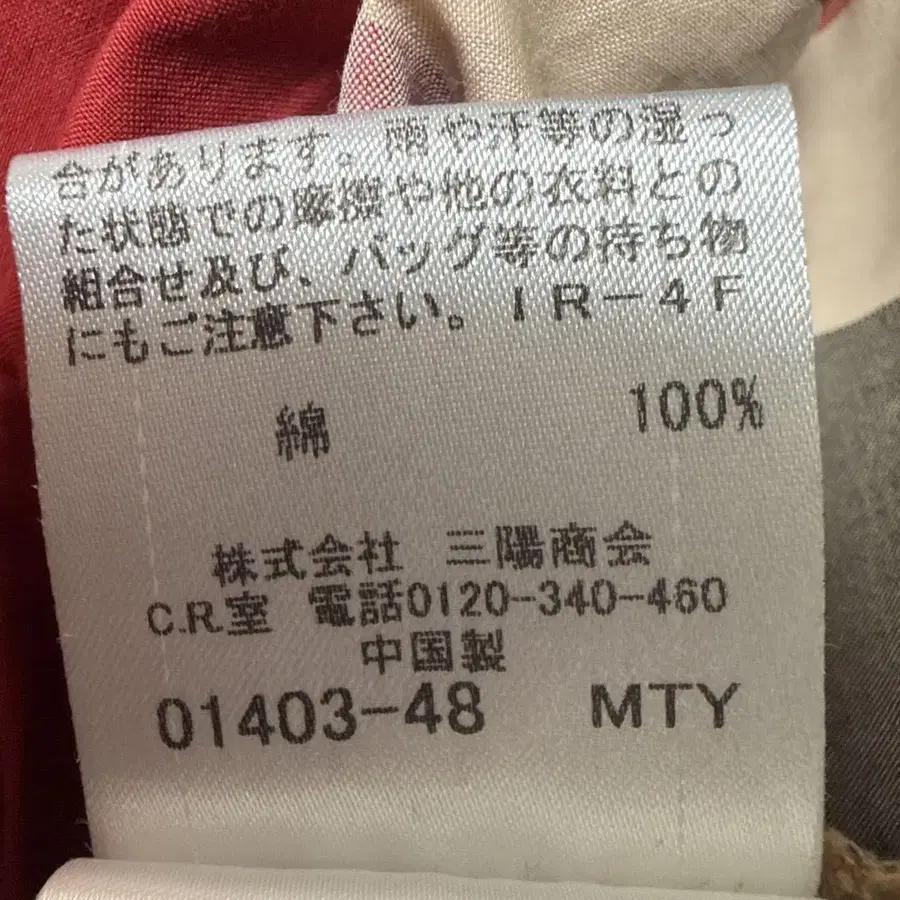 合があります。雨や汗等の湿っ
た状態での摩擦や他の衣料との
組合せ及び、バッグ等の持ち物
にもご注意下さい。IR-4F
綿 100%
株式会社 三陽商会
C.R.室 電話0120-340-460
中国製
01403-48 MTY